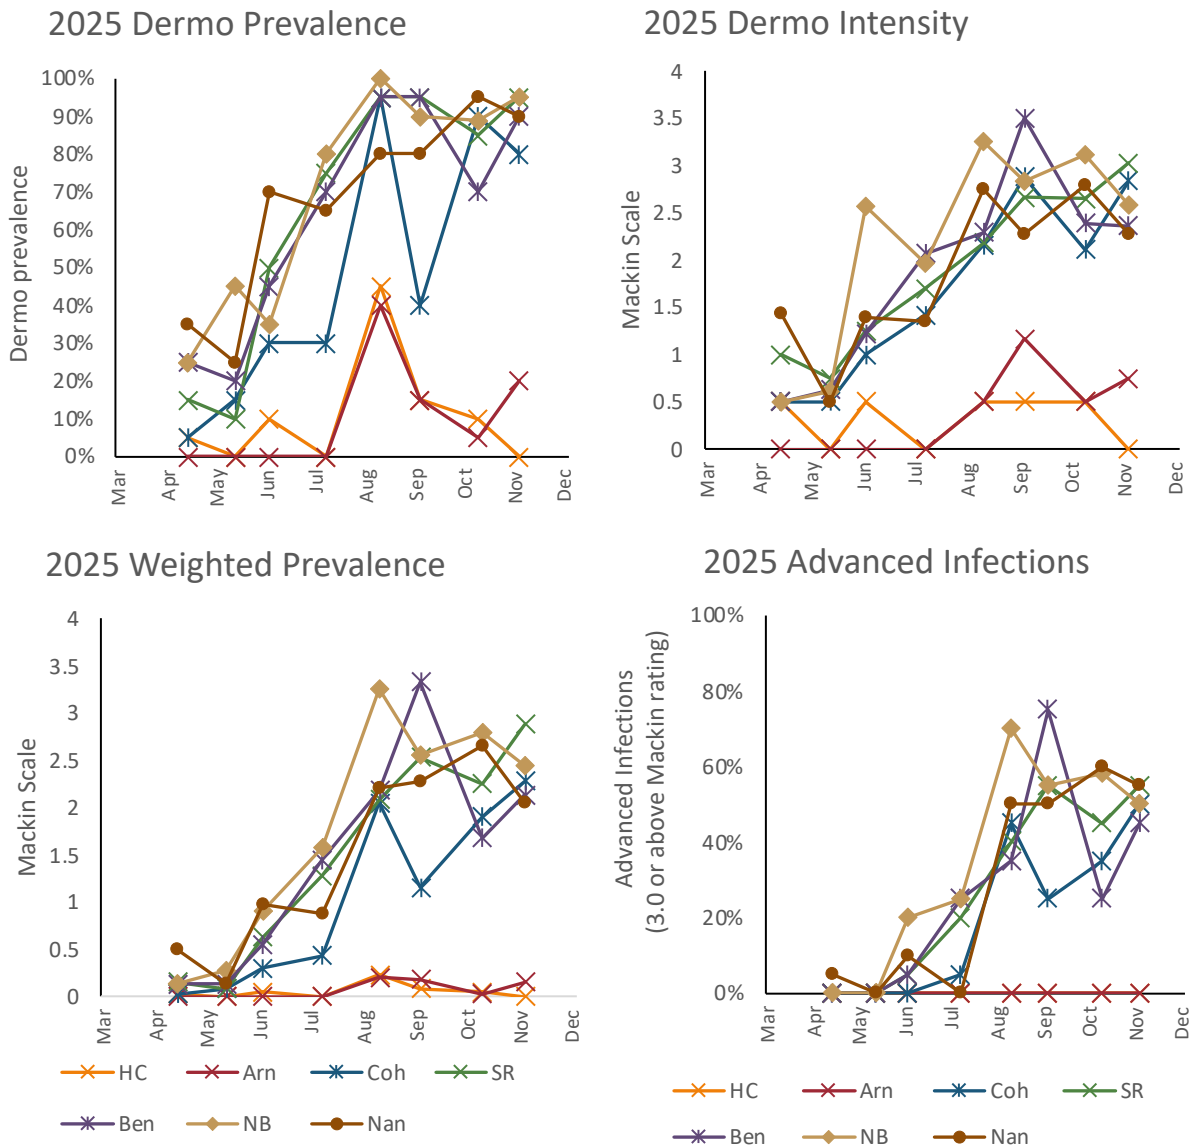 2025 Dermo Prevalence
Dermo prevalence
100%
90%
80%
70%
60%
50%
40%
30%
20%
10%
0%
Mar Apr May Jun Jul Aug Sep Oct Nov Dec
2025 Dermo Intensity
Mackin Scale
4
3.5
3
2.5
2
1.5
1
0.5
0
Mar Apr May Jun Jul Aug Sep Oct Nov Dec
2025 Weighted Prevalence
Mackin Scale
4
3.5
3
2.5
2
1.5
1
0.5
0
Mar Apr May Jun Jul Aug Sep Oct Nov Dec
HC Arn Coh SR
Ben NB Nan
2025 Advanced Infections
Advanced Infections
(3.0 or above Mackin rating)
100%
80%
60%
40%
20%
0%
Mar Apr May Jun Jul Aug Sep Oct Nov Dec
HC Arn Coh SR
Ben NB Nan